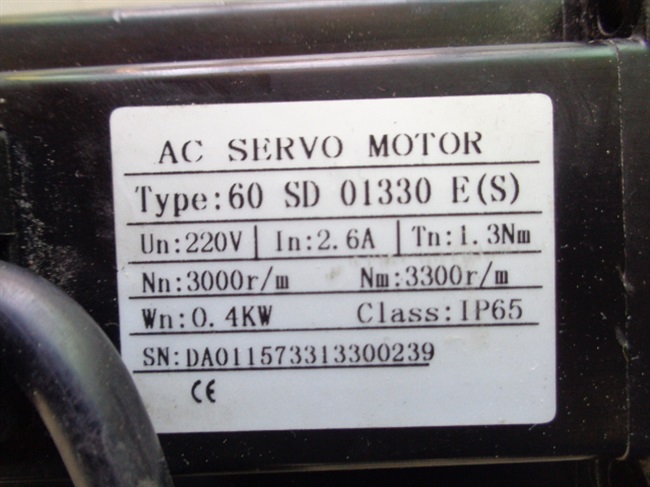 AC SERVO MOTOR
Type:60 SD 01330 E(S)
Un:220V In:2.6A Tn:1.3Nm
Nn:3000r/m Nm:3300r/m
Wn:0.4KW Class:IP65
SN:DA011573313300239
CE